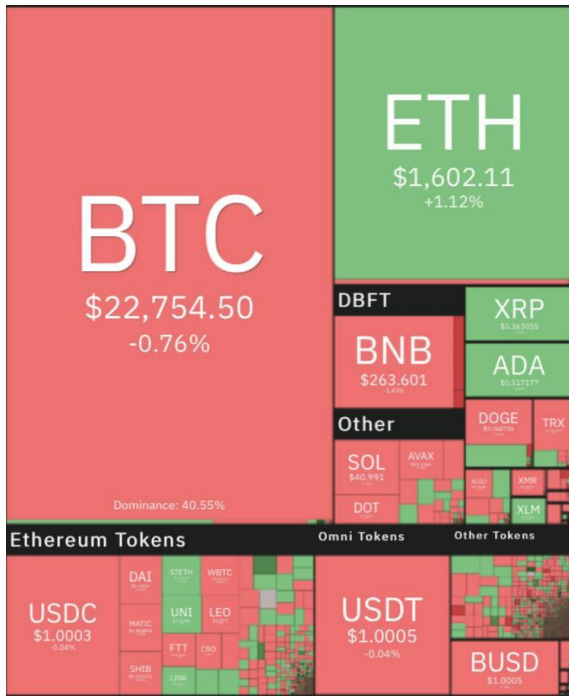 BTC
$22,754.50
-0.76%
Dominance: 40.55%
ETH
$1,602.11
+1.12%
DBFT
BNB
$263.601
-1.43%
XRP
$0.363055
ADA
$0.517177
Other
DOGE
TRX
SOL
$40.991
AVAX
DOT
ALGO
XMR
XLM
Ethereum Tokens
Omni Tokens
Other Tokens
USDC
$1.0003
-0.04%
DAI
MATIC
SHIB
STETH
WBTC
UNI
LEO
FTT
CRO
LINK
USDT
$1.0005
-0.04%
BUSD
$1.0005